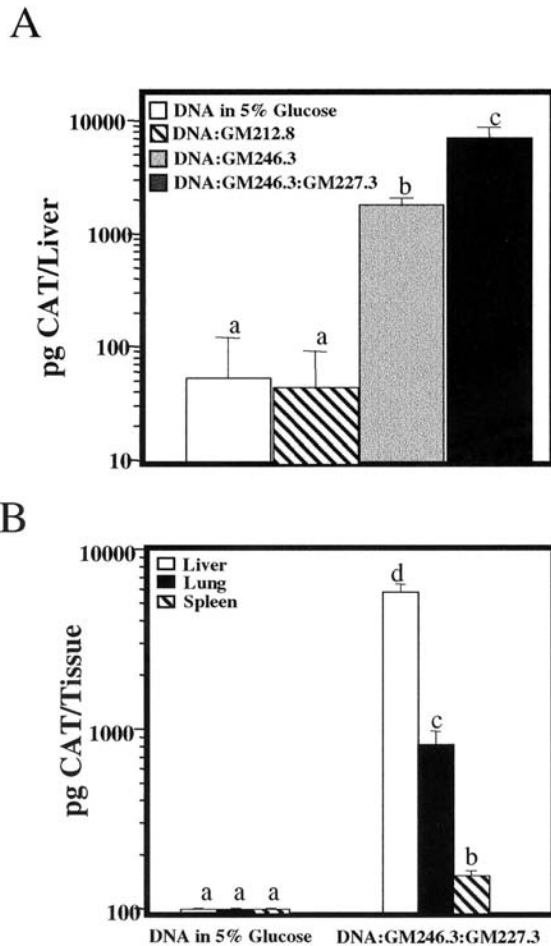 A
DNA in 5% Glucose
DNA:GM212.8
DNA:GM246.3
DNA:GM246.3:GM227.3
10000
1000
100
10
pg CAT/Liver
a
a
b
c
B
Liver
Lung
Spleen
10000
1000
100
pg CAT/Tissue
a a a
d
c
b
DNA in 5% Glucose DNA:GM246.3:GM227.3